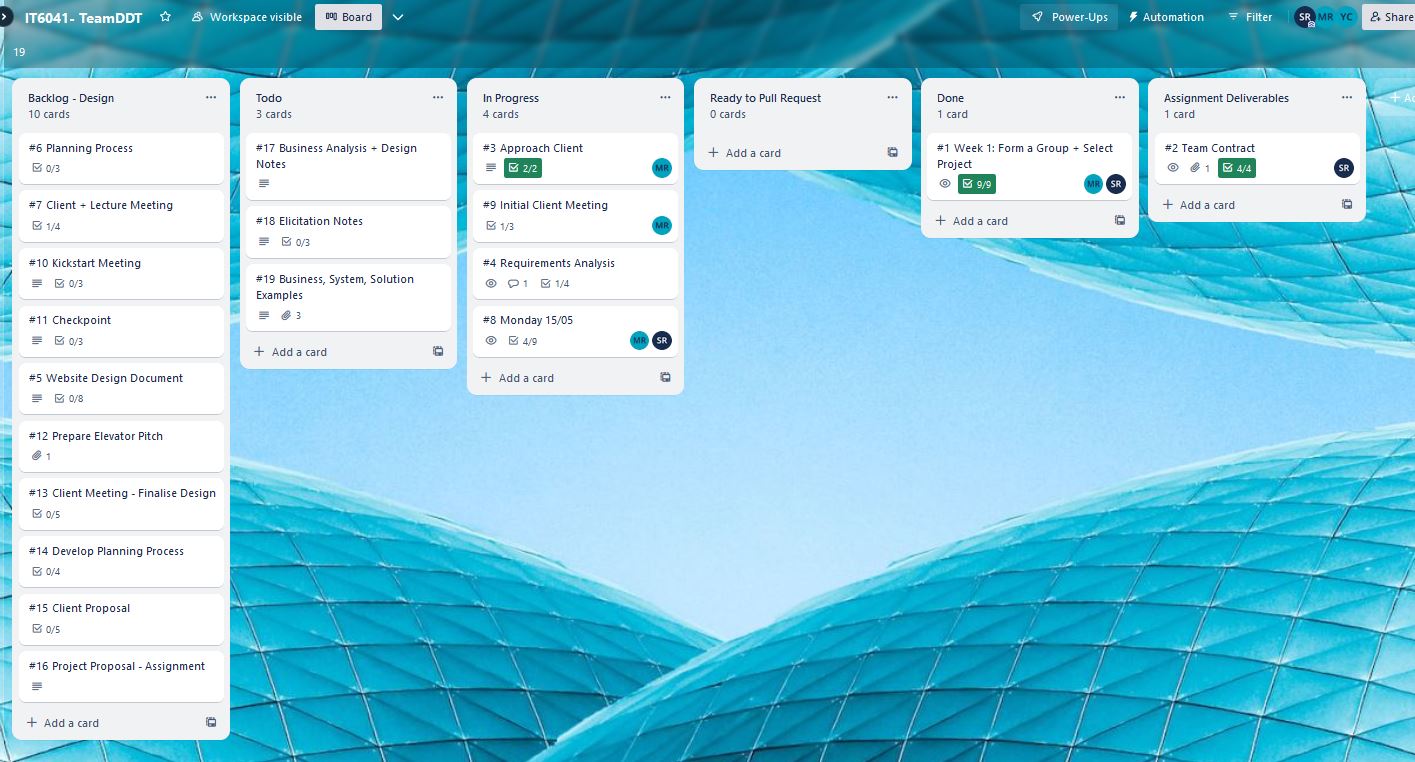 IT6041- TeamDDT
Workspace visible
Board
Power-Ups
Automation
Filter
SR
MR
YC
Share
19
Backlog - Design
10 cards
#6 Planning Process
0/3
#7 Client + Lecture Meeting
1/4
#10 Kickstart Meeting
0/3
#11 Checkpoint
0/3
#5 Website Design Document
0/8
#12 Prepare Elevator Pitch
1
#13 Client Meeting - Finalise Design
0/5
#14 Develop Planning Process
0/4
#15 Client Proposal
0/5
#16 Project Proposal - Assignment
Add a card
Todo
3 cards
#17 Business Analysis + Design
Notes
#18 Elicitation Notes
0/3
#19 Business, System, Solution
Examples
3
Add a card
In Progress
4 cards
#3 Approach Client
2/2
MR
#9 Initial Client Meeting
1/3
MR
#4 Requirements Analysis
1
1/4
#8 Monday 15/05
4/9
MR
SR
Add a card
Ready to Pull Request
0 cards
Add a card
Done
1 card
#1 Week 1: Form a Group + Select
Project
9/9
MR
SR
Add a card
Assignment Deliverables
1 card
#2 Team Contract
1
4/4
SR
Add a card